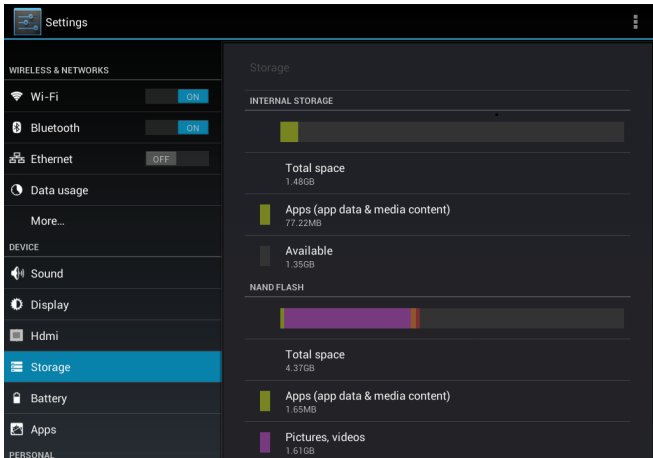 Settings
WIRELESS & NETWORKS
Wi-Fi ON
Bluetooth ON
Ethernet OFF
Data usage
More...
DEVICE
Sound
Display
Hdmi
Storage
Battery
Apps
PERSONAL
Storage
INTERNAL STORAGE
Total space
1.48GB
Apps (app data & media content)
77.22MB
Available
1.35GB
NAND FLASH
Total space
4.37GB
Apps (app data & media content)
1.65MB
Pictures, videos
1.61GB